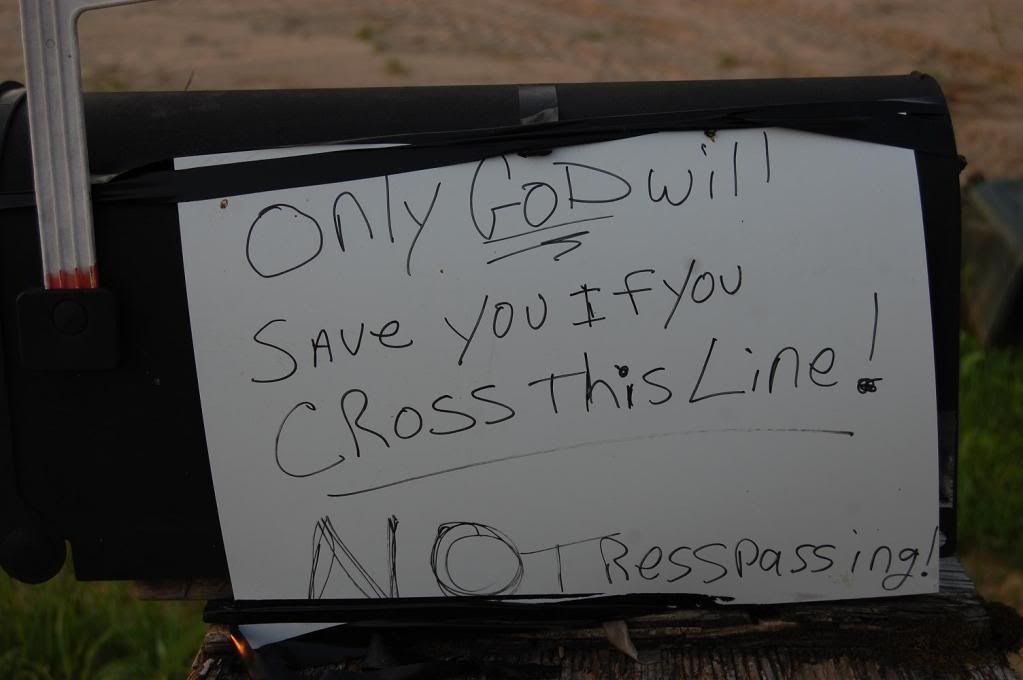 Only GOD will
SAVE YOU If YOU
CROSS This Line!
NO TRessPassing!